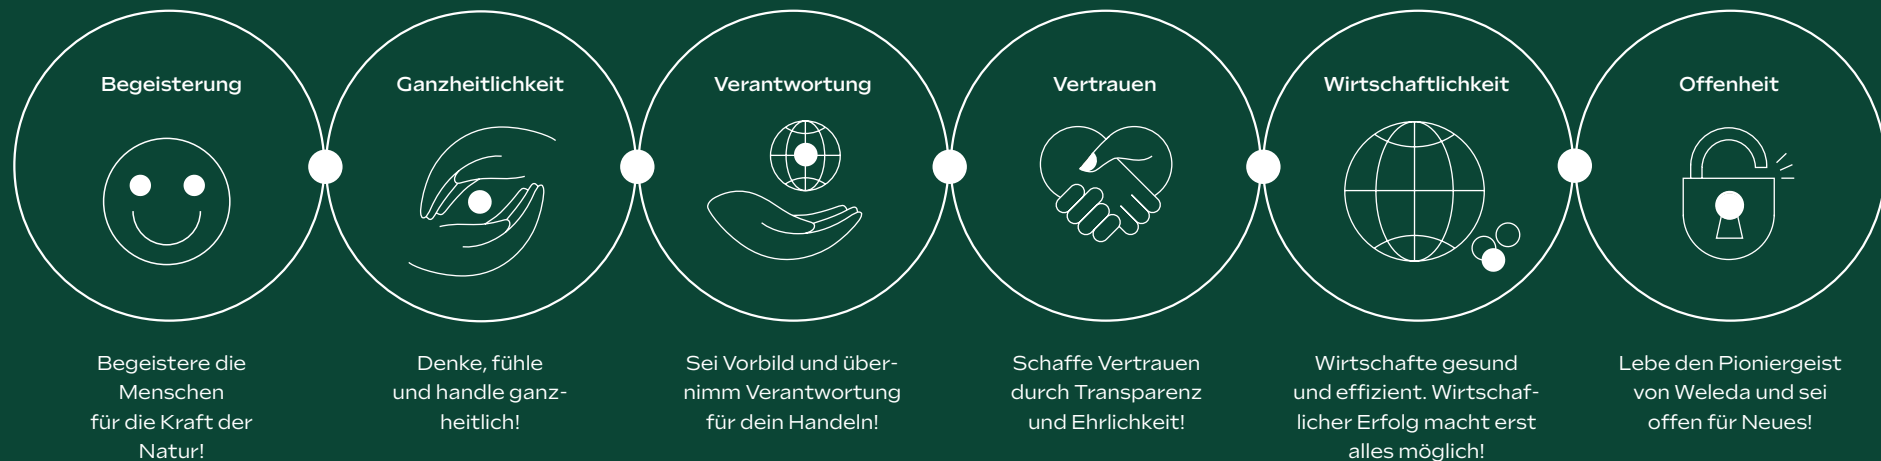 Begeisterung
Ganzheitlichkeit
Verantwortung
Vertrauen
Wirtschaftlichkeit
Offenheit
Begeistere die
Menschen
für die Kraft der
Natur!
Denke, fühle
und handle ganz-
heitlich!
Sei Vorbild und über-
nimm Verantwortung
für dein Handeln!
Schaffe Vertrauen
durch Transparenz
und Ehrlichkeit!
Wirtschafte gesund
und effizient. Wirtschaf-
licher Erfolg macht erst
alles möglich!
Lebe den Pioniergeist
von Weleda und sei
offen für Neues!